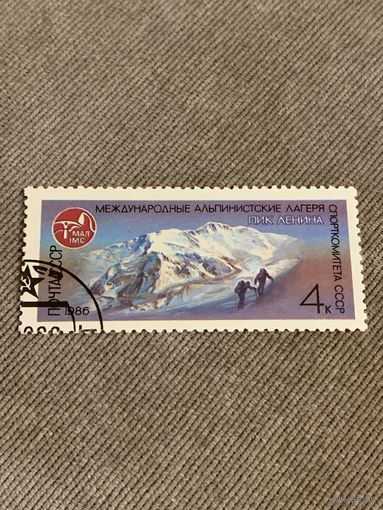 МЕЖДУНАРОДНЫЕ АЛЬПИНИСТСКИЕ ЛАГЕРЯ
СПОРТКОМИТЕТА СССР
ПИК ЛЕНИНА
МАЛ
IMC
ПОЧТА СССР
1986
4к